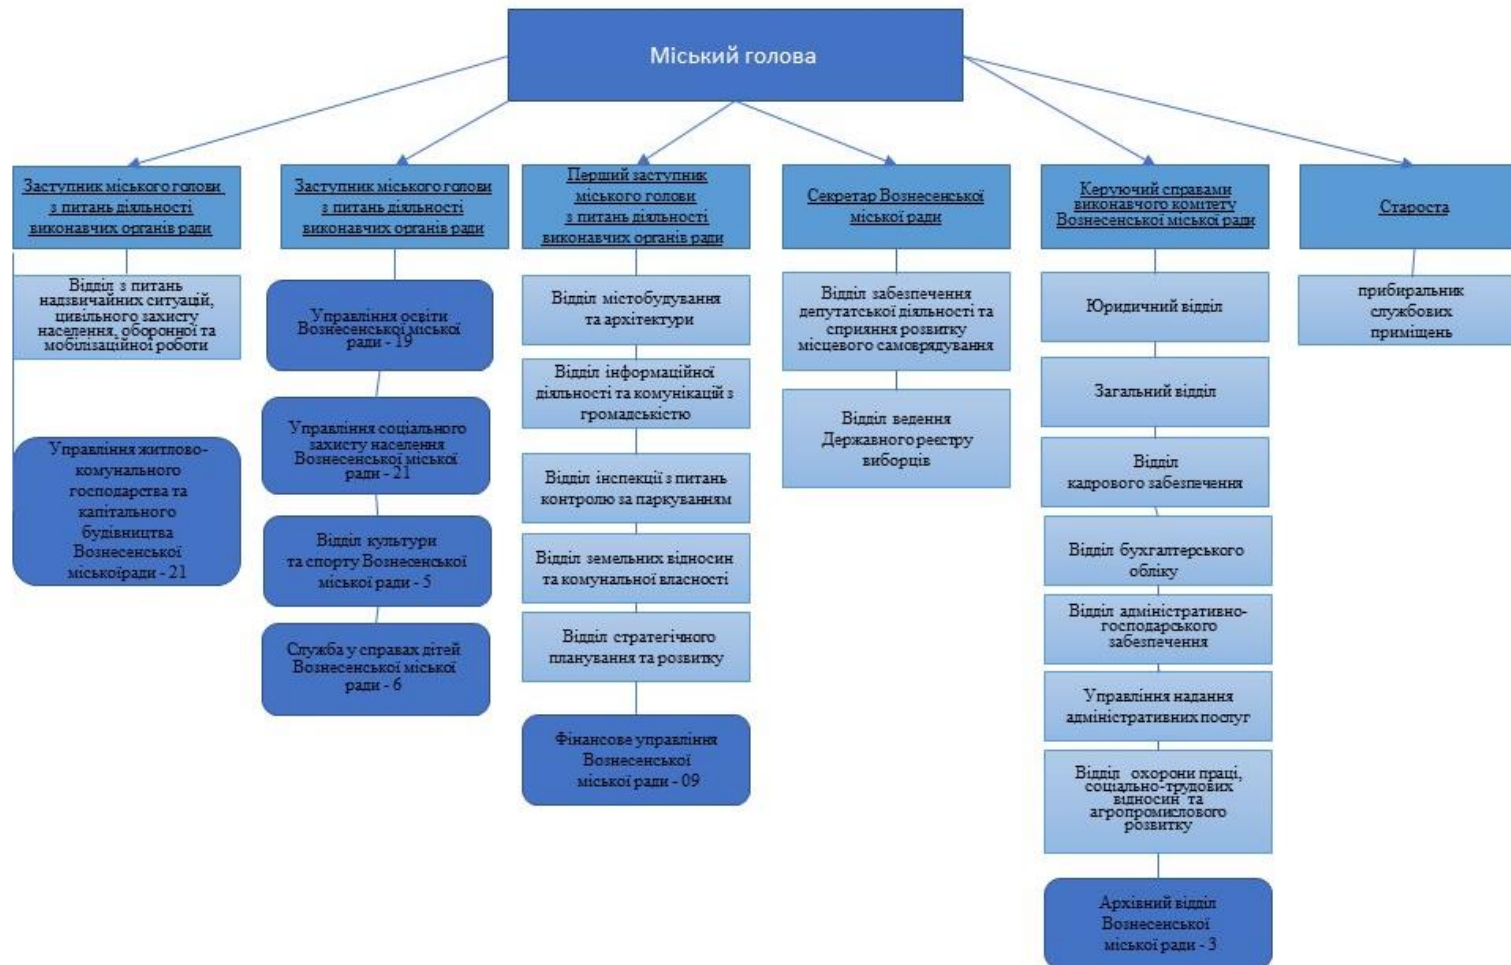 Міський голова
Заступник міського голови
з питань діяльності
виконавчих органів ради
Відділ з питань
надзвичайних ситуацій,
цивільного захисту
населення, оборонної та
мобілізаційної роботи
Управління житлово-
комунального
господарства та
капітального
будівництва
Вознесенської
міськоїради - 21
Заступник міського голови
з питань діяльності
виконавчих органів ради
Управління освіти
Вознесенської міської
ради - 19
Управління соціального
захисту населення
Вознесенської міської
ради - 21
Відділ культури
та спорту Вознесенської
міської ради - 5
Служба у справах дітей
Вознесенської міської
ради - 6
Перший заступник
міського голови
з питань діяльності
виконавчих органів ради
Відділ містобудування
та архітектури
Відділ інформаційної
діяльності та комунікацій з
громадськістю
Відділ інспекції з питань
контролю за паркуванням
Відділ земельних відносин
та комунальної власності
Відділ стратегічного
планування та розвитку
Фінансове управління
Вознесенської
міської ради - 09
Секретар Вознесенської
міської ради
Відділ забезпечення
депутатської діяльності та
сприяння розвитку
місцевого самоврядування
Відділ ведення
Державного реєстру
виборців
Керуючий справами
виконавчого комітету
Вознесенської міської ради
Юридичний відділ
Загальний відділ
Відділ
кадрового забезпечення
Відділ бухгалтерського
обліку
Відділ адміністративно-
господарського
забезпечення
Управління надання
адміністративних послуг
Відділ охорони праці,
соціально-трудових
відносин та
агропромислового
розвитку
Архівний відділ
Вознесенської
міської ради - 3
Староста
прибиральник
службових
приміщень